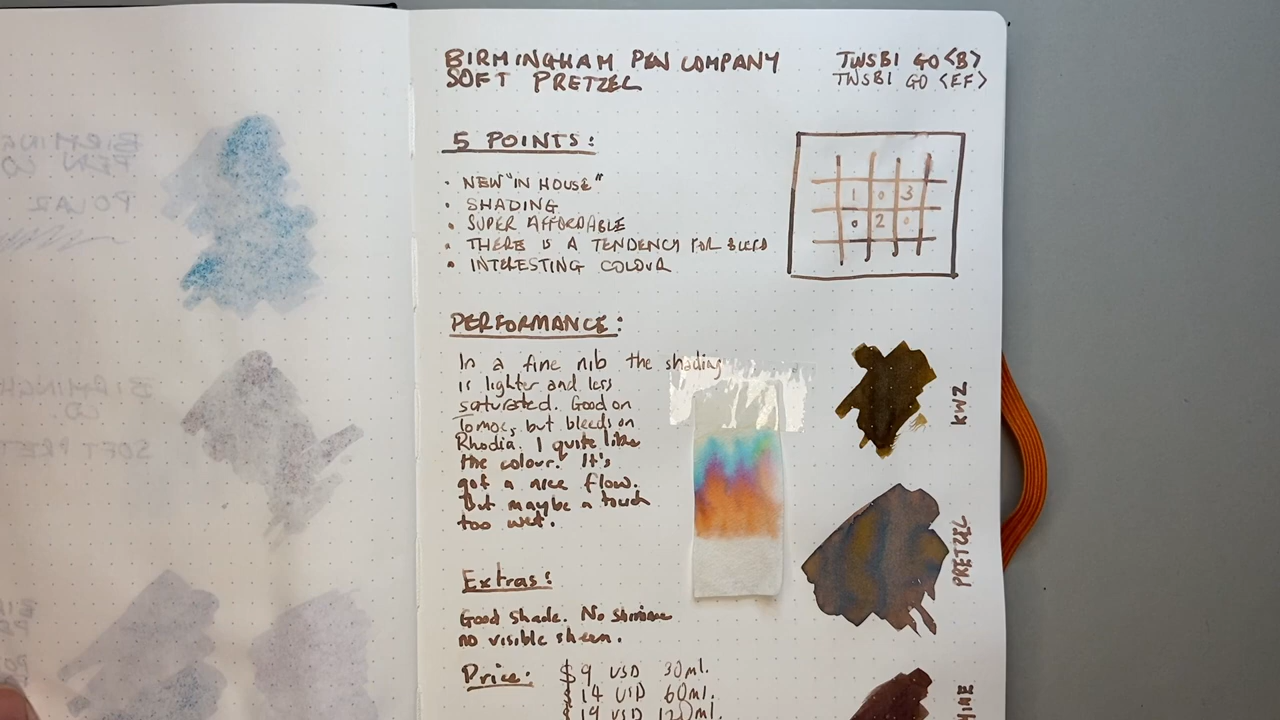 BIRMINGHAM PEN COMPANY
SOFT PRETZEL
TWSBI GO <B>
TWSBI GO <EF>
5 POINTS:
• NEW "IN HOUSE"
• SHADING
• SUPER AFFORDABLE
• THERE IS A TENDENCY FOR BLEED
• INTERESTING COLOUR
1 0 3
0 2 0
PERFORMANCE:
In a fine nib the shading
is lighter and less
saturated. Good on
Tomoe, but bleeds on
Rhodia. I quite like
the colour. It's
got a nice flow.
But maybe a touch
too wet.
KWZ
PRETZEL
Extras:
Good shade. No shimmer
no visible sheen.
Price: $9 USD 30ml.
14 USD 60ml.
19 USD 120ml.